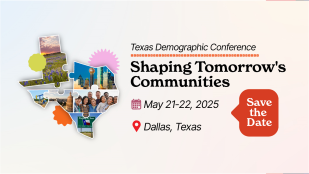 Texas Demographic Conference
Shaping Tomorrow's
Communities
May 21-22, 2025
Dallas, Texas
Save
the
Date